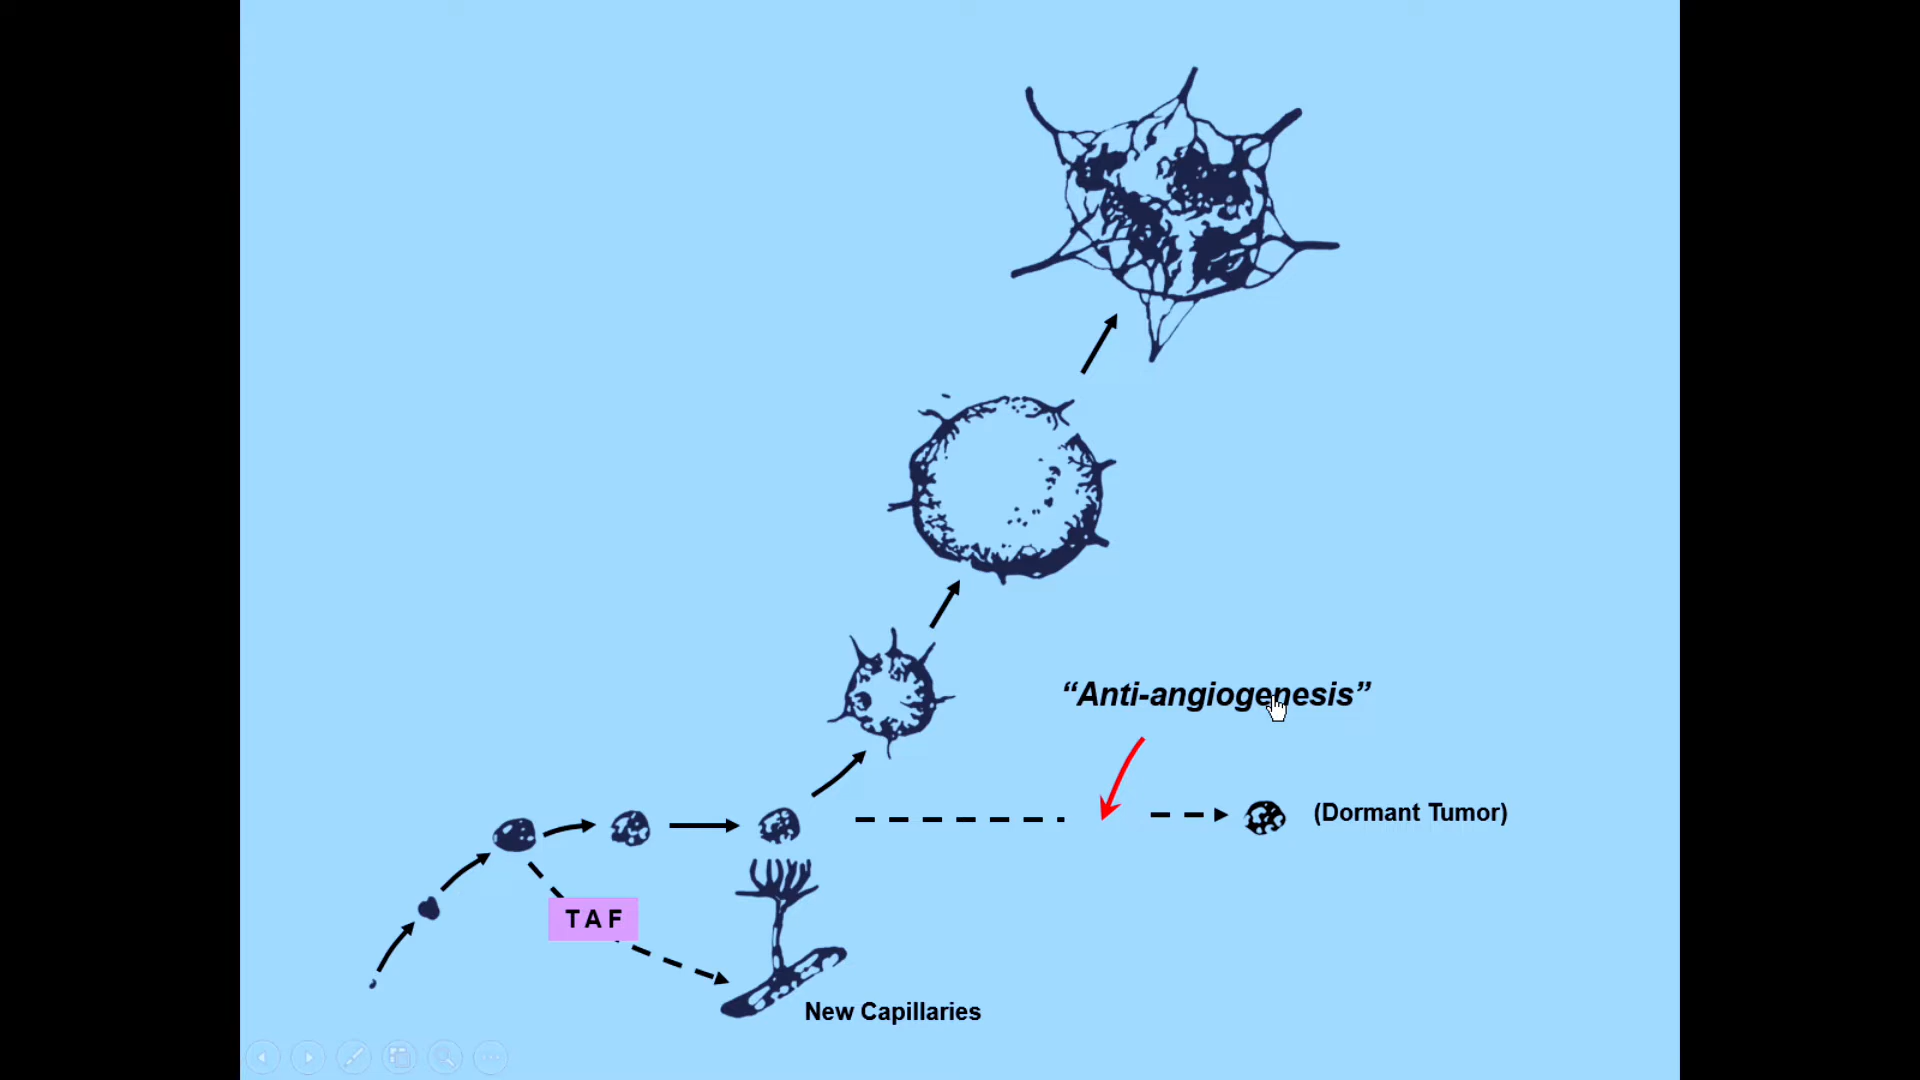 “Anti-angiogenesis”
(Dormant Tumor)
TAF
New Capillaries